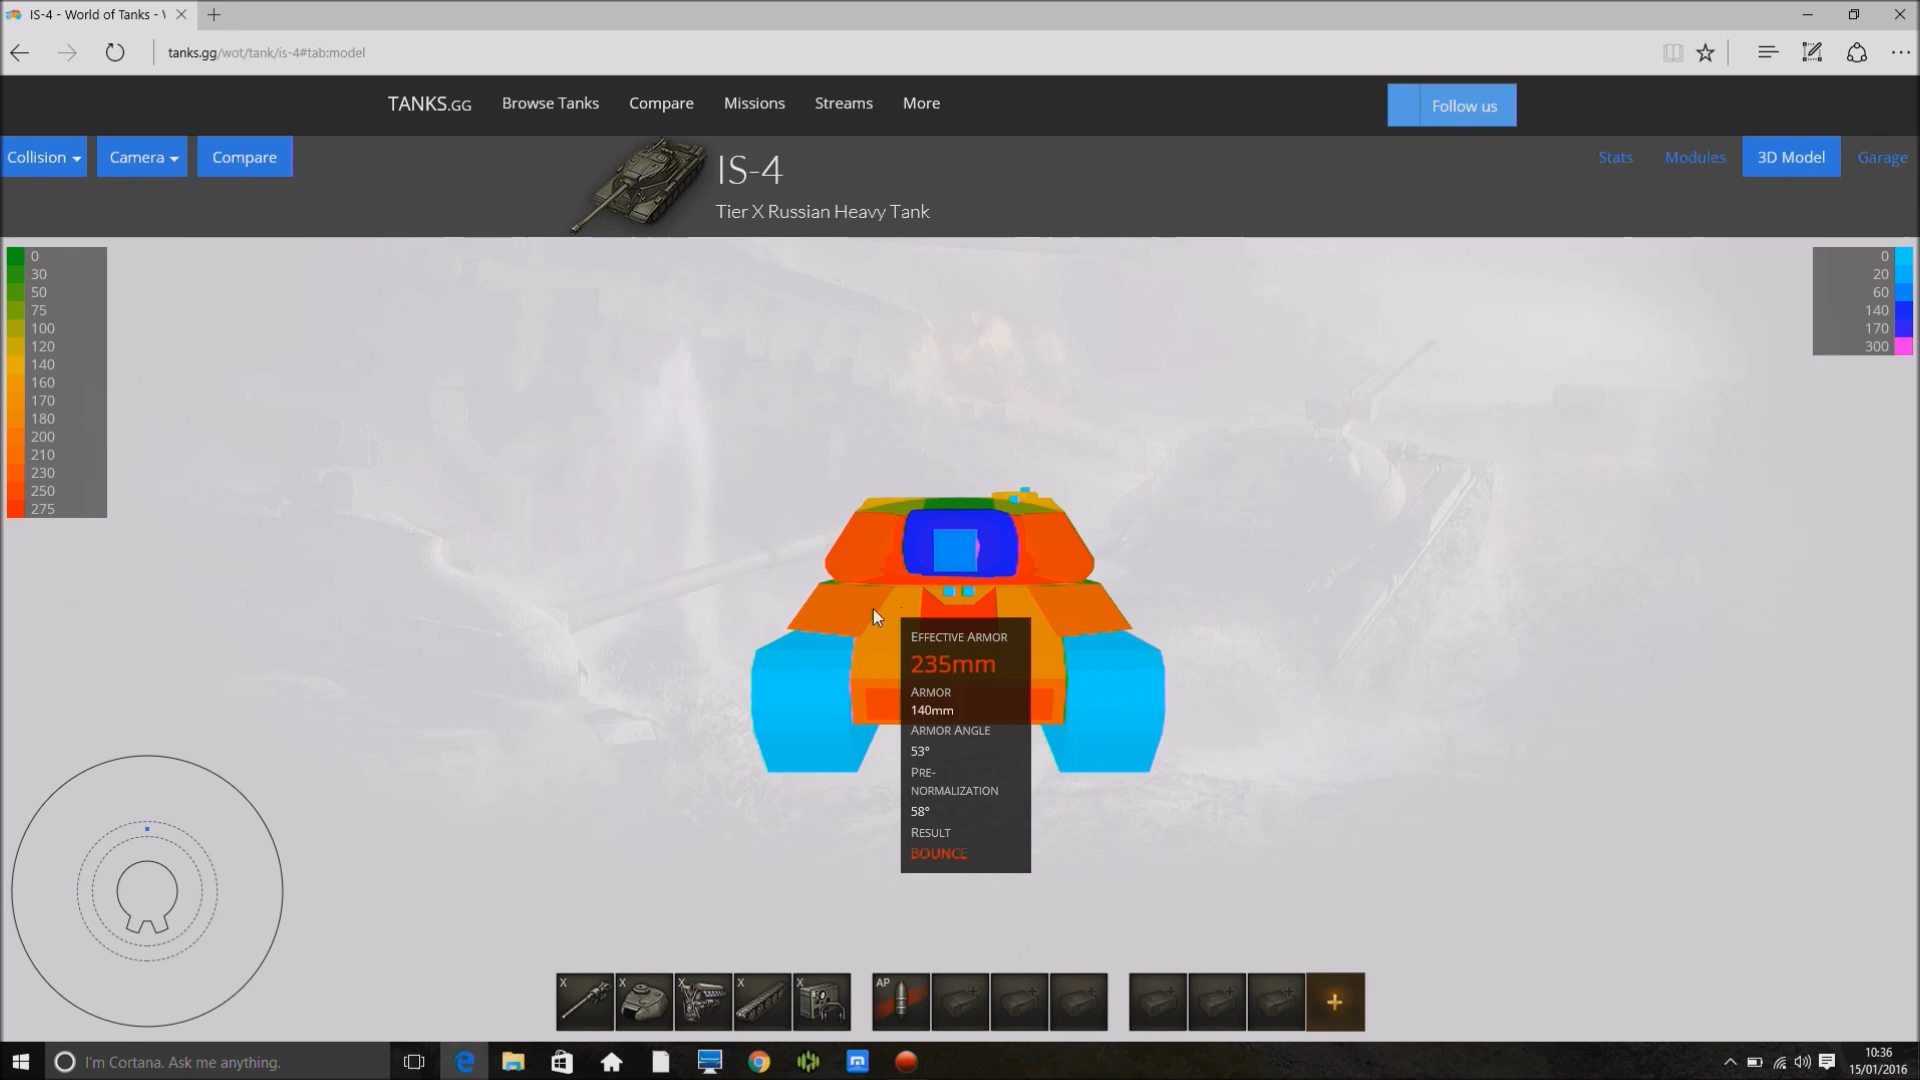 IS-4 - World of Tanks - \
tanks.gg/wot/tank/is-4#tab:model
TANKS.GG Browse Tanks Compare Missions Streams More Follow us
Collision Camera Compare
IS-4
Tier X Russian Heavy Tank
Stats Modules 3D Model Garage
0
30
50
75
100
120
140
160
170
180
200
210
230
250
275
0
20
60
140
170
300
EFFECTIVE ARMOR
235mm
ARMOR
140mm
ARMOR ANGLE
53°
PRE-
NORMALIZATION
58°
RESULT
BOUNCE
X X X X X AP
I'm Cortana. Ask me anything.
10:36
15/01/2016